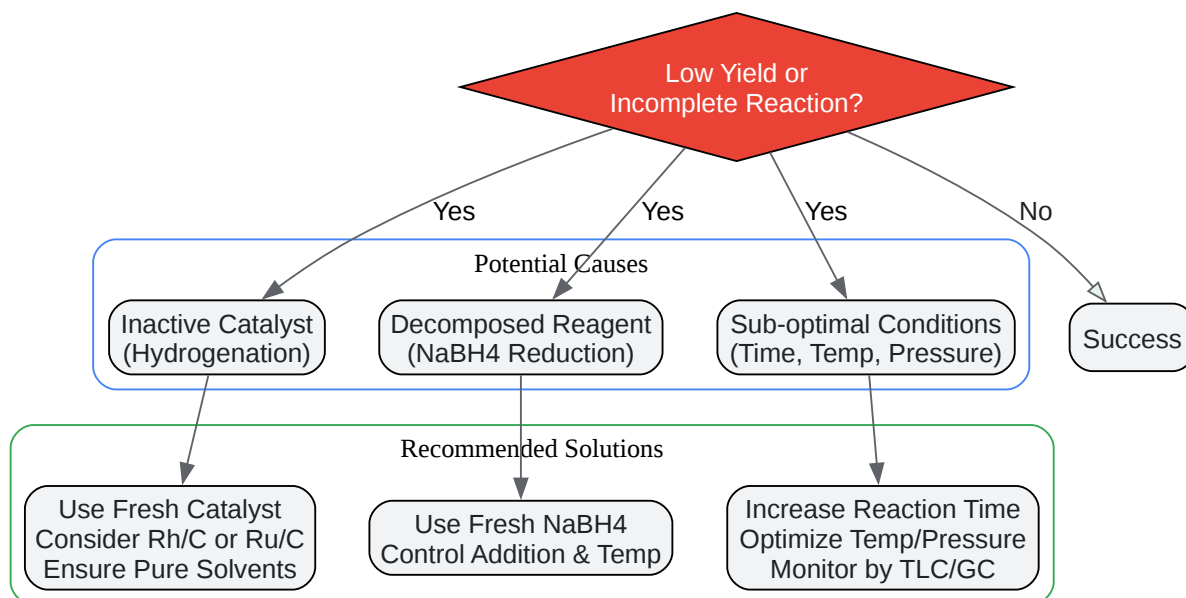 Low Yield or
Incomplete Reaction?
Yes
Yes
Yes
No
Potential Causes
Inactive Catalyst
(Hydrogenation)
Decomposed Reagent
(NaBH4 Reduction)
Sub-optimal Conditions
(Time, Temp, Pressure)
Success
Recommended Solutions
Use Fresh Catalyst
Consider Rh/C or Ru/C
Ensure Pure Solvents
Use Fresh NaBH4
Control Addition & Temp
Increase Reaction Time
Optimize Temp/Pressure
Monitor by TLC/GC